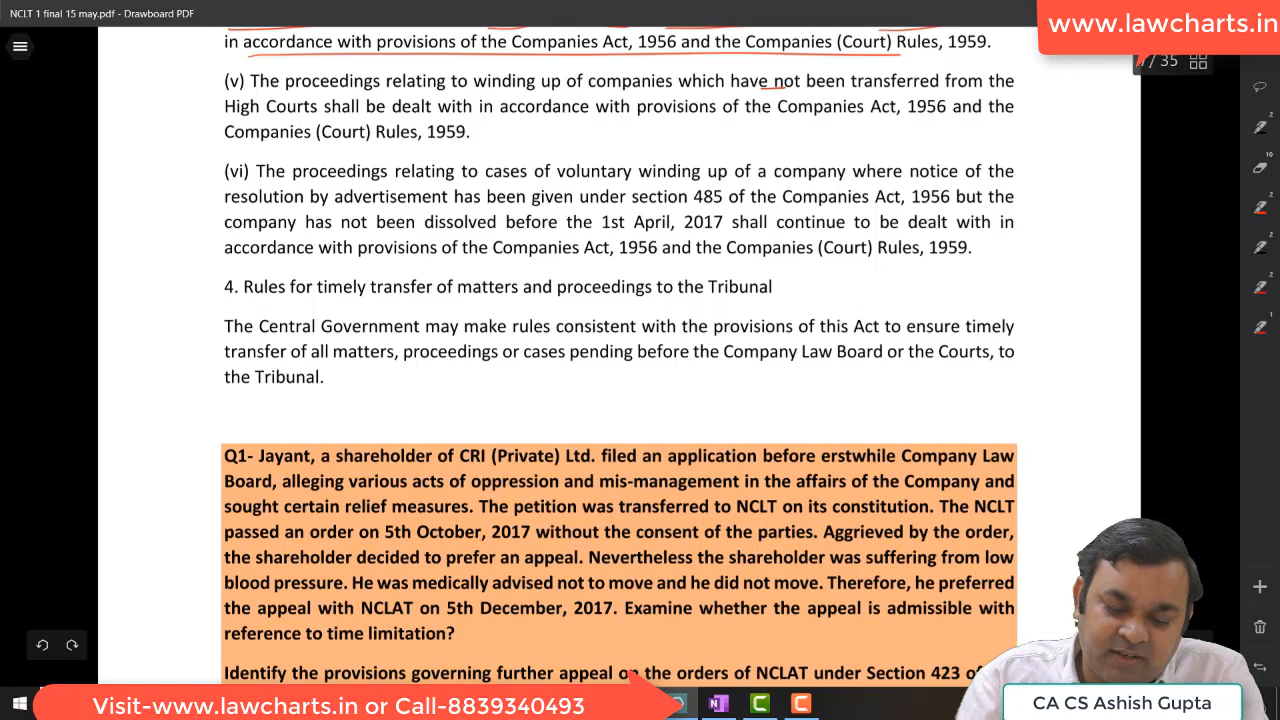 NCLT 1 final 15 may.pdf - Drawboard PDF
www.lawcharts.in
/ 35
in accordance with provisions of the Companies Act, 1956 and the Companies (Court) Rules, 1959.
(v) The proceedings relating to winding up of companies which have not been transferred from the
High Courts shall be dealt with in accordance with provisions of the Companies Act, 1956 and the
Companies (Court) Rules, 1959.
(vi) The proceedings relating to cases of voluntary winding up of a company where notice of the
resolution by advertisement has been given under section 485 of the Companies Act, 1956 but the
company has not been dissolved before the 1st April, 2017 shall continue to be dealt with in
accordance with provisions of the Companies Act, 1956 and the Companies (Court) Rules, 1959.
4. Rules for timely transfer of matters and proceedings to the Tribunal
The Central Government may make rules consistent with the provisions of this Act to ensure timely
transfer of all matters, proceedings or cases pending before the Company Law Board or the Courts, to
the Tribunal.
Q1- Jayant, a shareholder of CRI (Private) Ltd. filed an application before erstwhile Company Law
Board, alleging various acts of oppression and mis-management in the affairs of the Company and
sought certain relief measures. The petition was transferred to NCLT on its constitution. The NCLT
passed an order on 5th October, 2017 without the consent of the parties. Aggrieved by the order,
the shareholder decided to prefer an appeal. Nevertheless the shareholder was suffering from low
blood pressure. He was medically advised not to move and he did not move. Therefore, he preferred
the appeal with NCLAT on 5th December, 2017. Examine whether the appeal is admissible with
reference to time limitation?
Identify the provisions governing further appeal on the orders of NCLAT under Section 423 of
Visit-www.lawcharts.in or Call-8839340493
CA CS Ashish Gupta